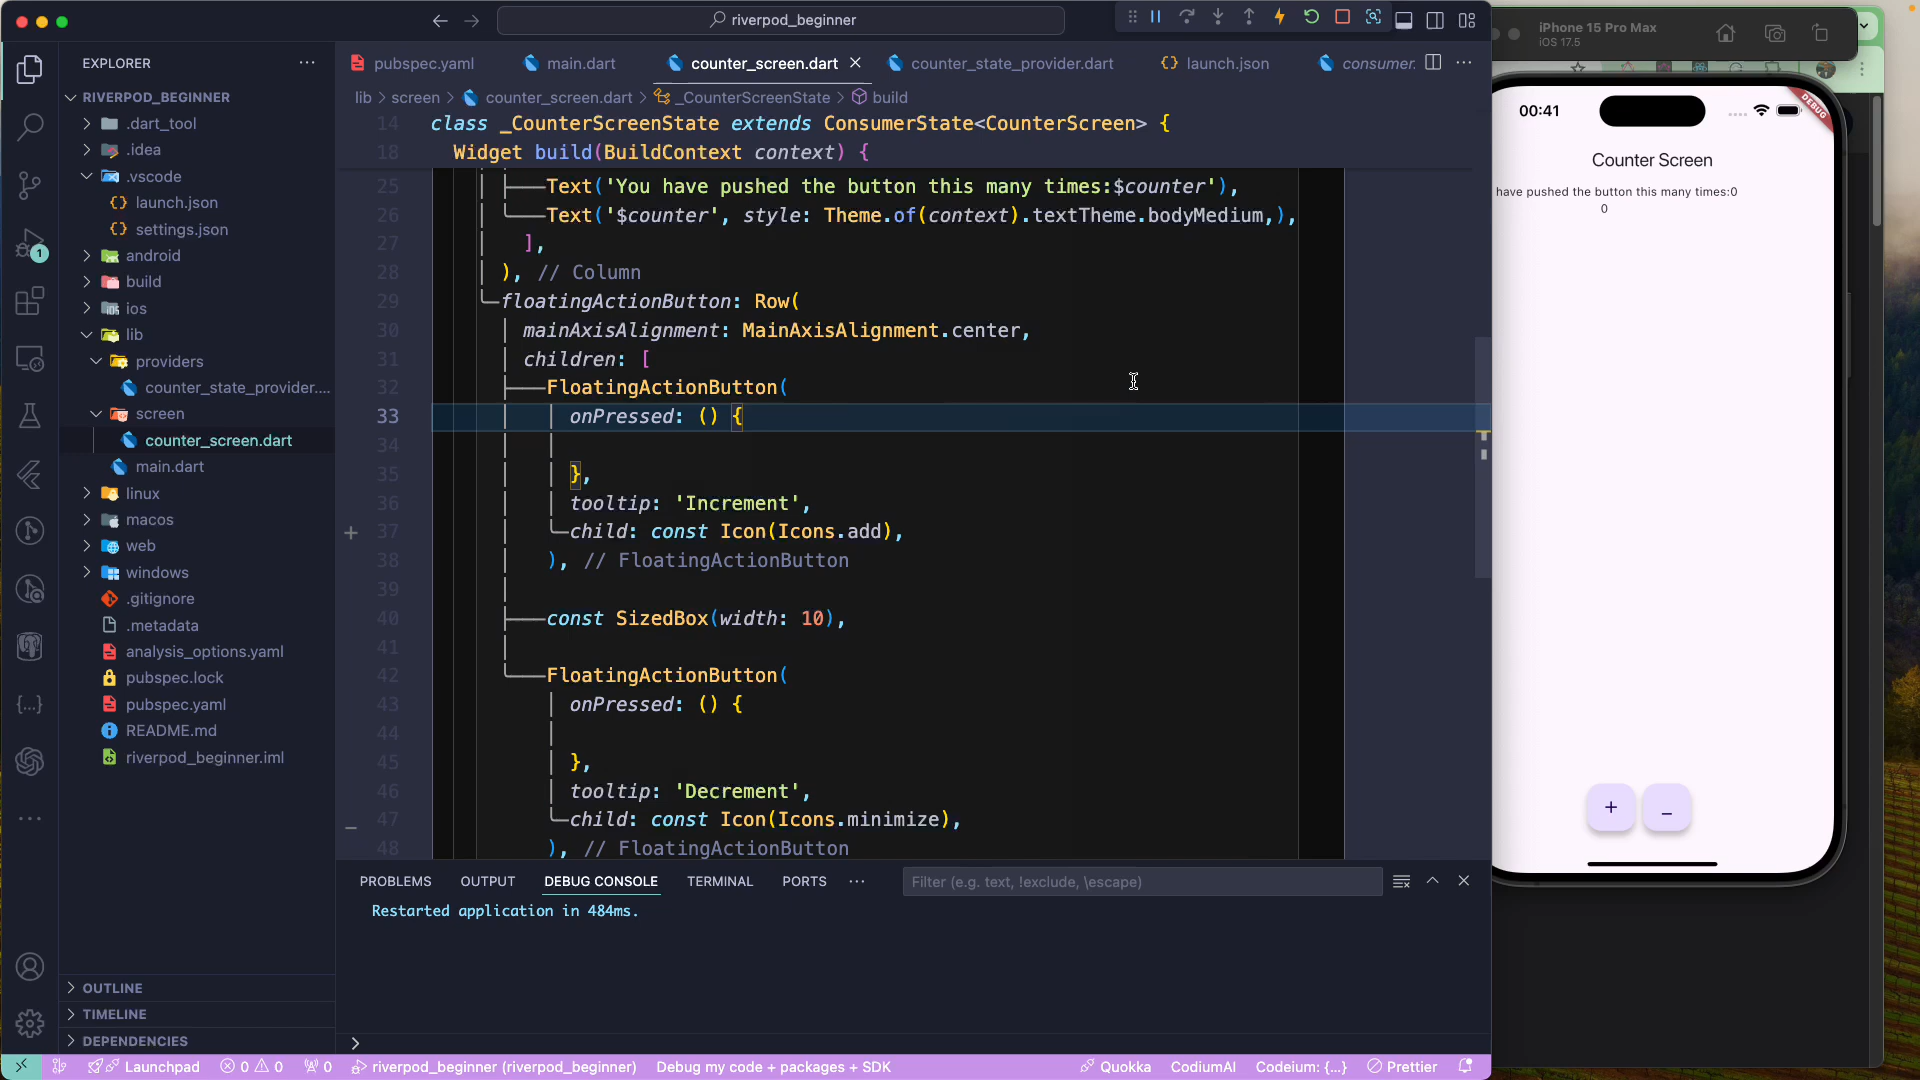 riverpod_beginner
iPhone 15 Pro Max
iOS 17.5
EXPLORER
pubspec.yaml
main.dart
counter_screen.dart
counter_state_provider.dart
launch.json
consumer.
lib > screen > counter_screen.dart > _CounterScreenState > build
RIVERPOD_BEGINNER
.dart_tool
.idea
.vscode
launch.json
settings.json
android
build
ios
lib
providers
counter_state_provider....
screen
counter_screen.dart
main.dart
linux
macos
web
windows
.gitignore
.metadata
analysis_options.yaml
pubspec.lock
pubspec.yaml
README.md
riverpod_beginner.iml
OUTLINE
TIMELINE
DEPENDENCIES
1
14 class _CounterScreenState extends ConsumerState<CounterScreen> {
18 Widget build(BuildContext context) {
25 Text('You have pushed the button this many times:$counter'),
26 Text('$counter', style: Theme.of(context).textTheme.bodyMedium,),
27 ],
28 ), // Column
29 floatingActionButton: Row(
30 mainAxisAlignment: MainAxisAlignment.center,
31 children: [
32 FloatingActionButton(
33 onPressed: () {
34
35 },
36 tooltip: 'Increment',
37 child: const Icon(Icons.add),
38 ), // FloatingActionButton
39
40 const SizedBox(width: 10),
41
42 FloatingActionButton(
43 onPressed: () {
44
45 },
46 tooltip: 'Decrement',
47 child: const Icon(Icons.minimize),
48 ), // FloatingActionButton
PROBLEMS
OUTPUT
DEBUG CONSOLE
TERMINAL
PORTS
Filter (e.g. text, !exclude, \escape)
Restarted application in 484ms.
00:41
DEBUG
Counter Screen
have pushed the button this many times:0
0
Launchpad
0 0
0
riverpod_beginner (riverpod_beginner)
Debug my code + packages + SDK
Quokka
CodiumAI
Codeium: {...}
Prettier